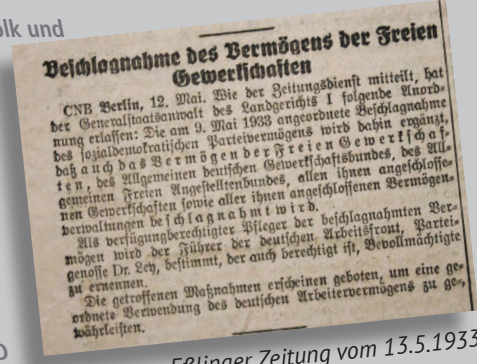 olk und
Beschlagnahme des Vermögens der Freien
Gewerkschaften
CNB Berlin, 12. Mai. Wie der Zeitungsdienst mitteilt, hat
der Generalstaatsanwalt des Landgerichts I folgende Anord-
nung erlassen: Die am 9. Mai 1933 angeordnete Beschlagnahme
des sozialdemokratischen Parteivermögens wird dahin ergänzt,
daß auch das Vermögen der Freien Gewerkschaf-
ten, des Allgemeinen deutschen Gewerkschaftsbundes, des All-
gemeinen Freien Angestelltenbundes, allen ihnen angeschlosse-
nen Gewerkschaften sowie aller ihnen angeschlossenen Vermögen-
verwaltungen beschlagnahmt wird.
Als verfügungberechtigter Pfleger der beschlagnahmten Ver-
mögen wird der Führer der deutschen Arbeitsfront, Partei-
genosse Dr. Ley, bestimmt, der auch berechtigt ist, Bevollmächtigte
zu ernennen.
Die getroffenen Maßnahmen erscheinen geboten, um eine ge-
ordnete Verwendung des deutschen Arbeitervermögens zu ge-,
währleisten.
Eßlinger Zeitung vom 13.5.1933